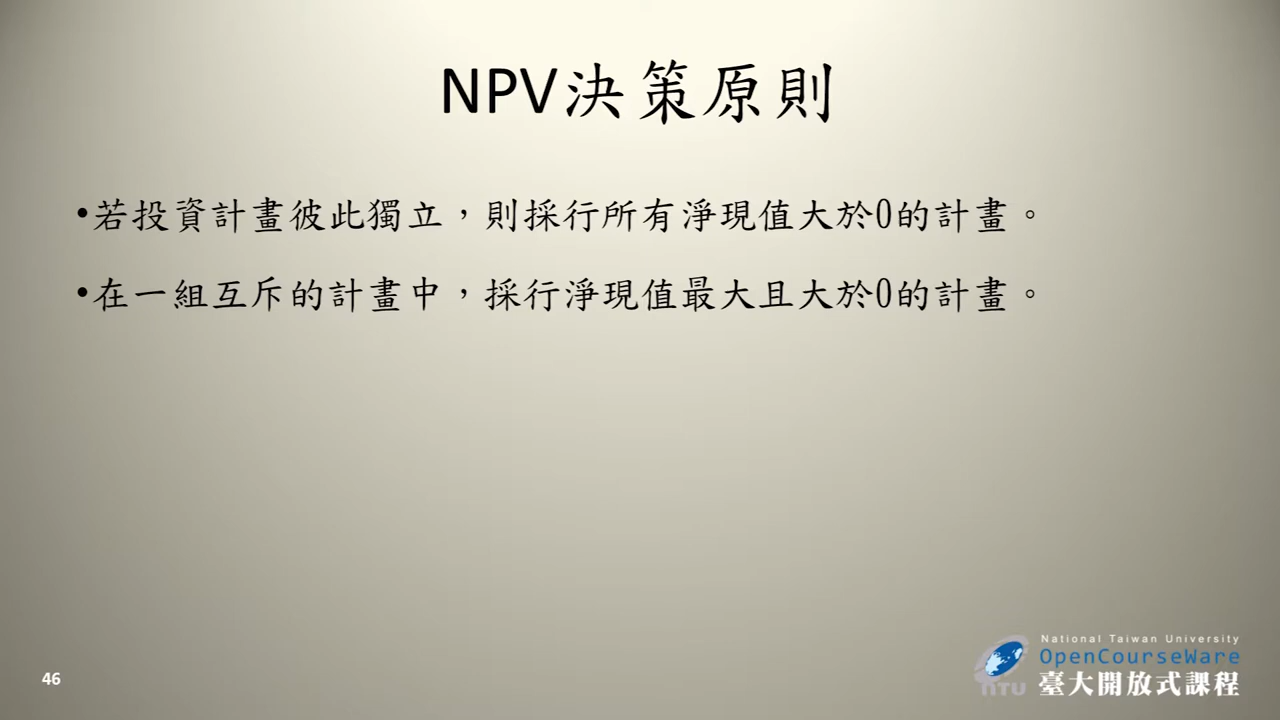 NPV決策原則
•若投資計畫彼此獨立，則採行所有淨現值大於0的計畫。
•在一組互斥的計畫中，採行淨現值最大且大於0的計畫。
National Taiwan University
OpenCourseWare
NTU 臺大開放式課程
46